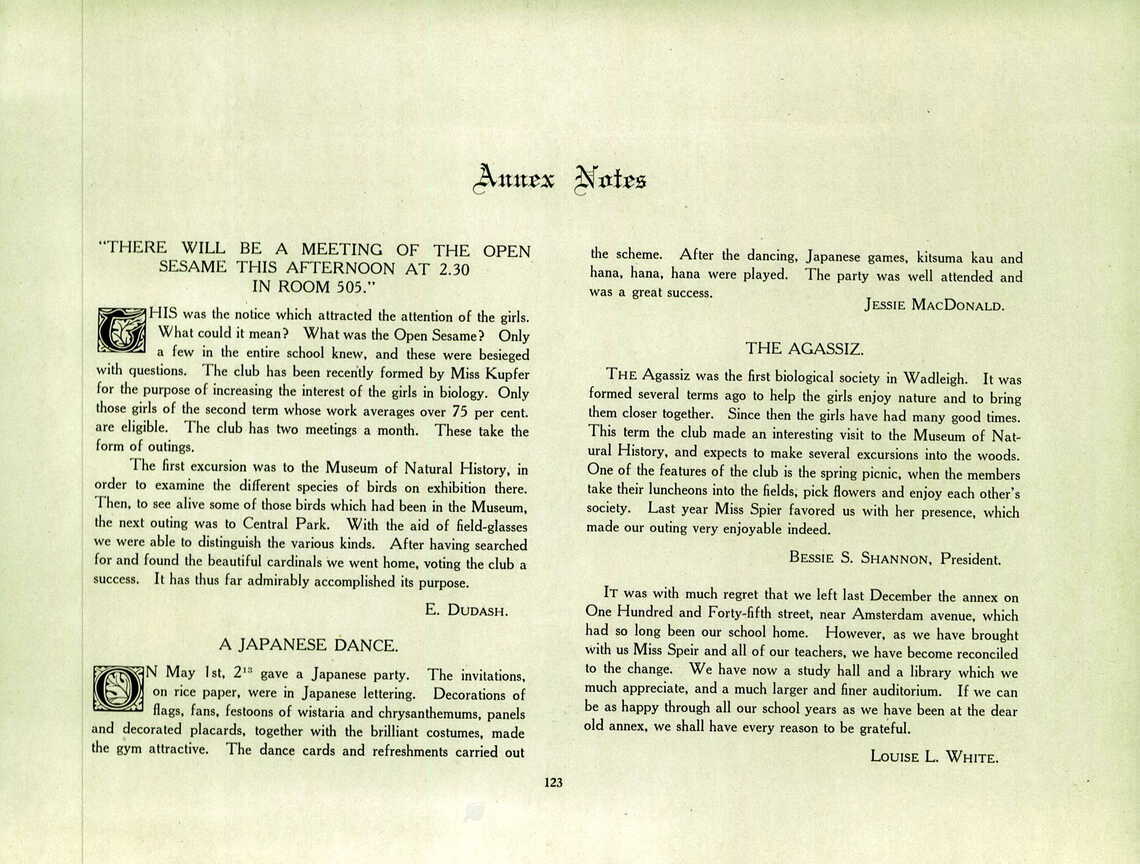 Annex Notes
"THERE WILL BE A MEETING OF THE OPEN
SESAME THIS AFTERNOON AT 2.30
IN ROOM 505."
THIS was the notice which attracted the attention of the girls.
What could it mean? What was the Open Sesame? Only
a few in the entire school knew, and these were besieged
with questions. The club has been recently formed by Miss Kupfer
for the purpose of increasing the interest of the girls in biology. Only
those girls of the second term whose work averages over 75 per cent.
are eligible. The club has two meetings a month. These take the
form of outings.
The first excursion was to the Museum of Natural History, in
order to examine the different species of birds on exhibition there.
Then, to see alive some of those birds which had been in the Museum,
the next outing was to Central Park. With the aid of field-glasses
we were able to distinguish the various kinds. After having searched
for and found the beautiful cardinals we went home, voting the club a
success. It has thus far admirably accomplished its purpose.
E. DUDASH.
A JAPANESE DANCE.
ON May 1st, 2¹³ gave a Japanese party. The invitations,
on rice paper, were in Japanese lettering. Decorations of
flags, fans, festoons of wistaria and chrysanthemums, panels
and decorated placards, together with the brilliant costumes, made
the gym attractive. The dance cards and refreshments carried out
the scheme. After the dancing, Japanese games, kitsuma kau and
hana, hana, hana were played. The party was well attended and
was a great success.
JESSIE MACDONALD.
THE AGASSIZ.
THE Agassiz was the first biological society in Wadleigh. It was
formed several terms ago to help the girls enjoy nature and to bring
them closer together. Since then the girls have had many good times.
This term the club made an interesting visit to the Museum of Nat-
ural History, and expects to make several excursions into the woods.
One of the features of the club is the spring picnic, when the members
take their luncheons into the fields, pick flowers and enjoy each other's
society. Last year Miss Spier favored us with her presence, which
made our outing very enjoyable indeed.
BESSIE S. SHANNON, President.
IT was with much regret that we left last December the annex on
One Hundred and Forty-fifth street, near Amsterdam avenue, which
had so long been our school home. However, as we have brought
with us Miss Speir and all of our teachers, we have become reconciled
to the change. We have now a study hall and a library which we
much appreciate, and a much larger and finer auditorium. If we can
be as happy through all our school years as we have been at the dear
old annex, we shall have every reason to be grateful.
LOUISE L. WHITE.
123